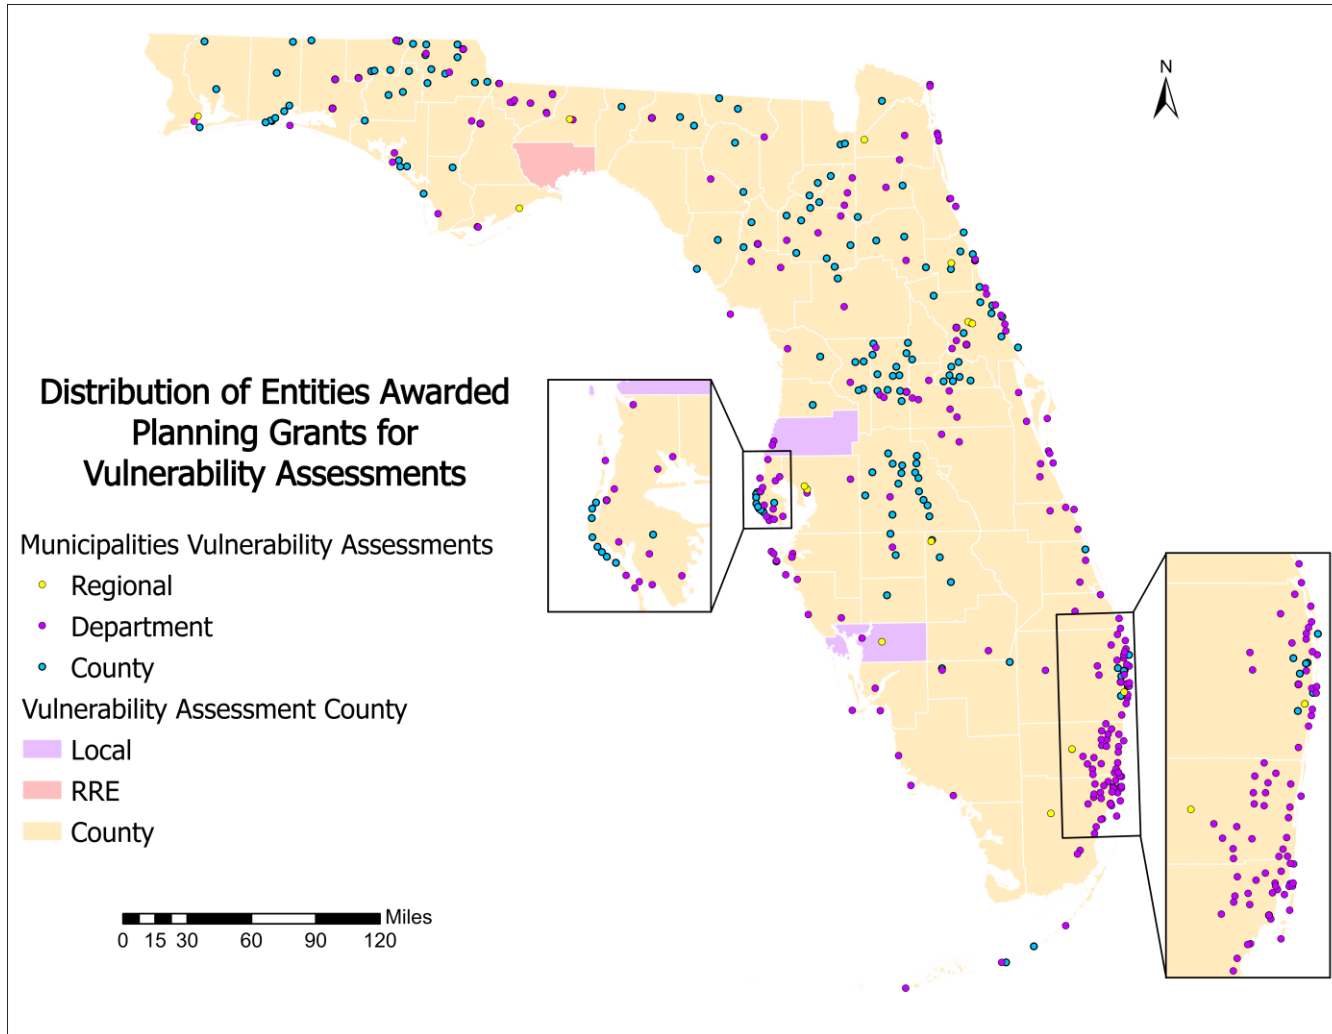 N
Distribution of Entities Awarded
Planning Grants for
Vulnerability Assessments
Municipalities Vulnerability Assessments
Regional
Department
County
Vulnerability Assessment County
Local
RRE
County
Miles
0 15 30 60 90 120